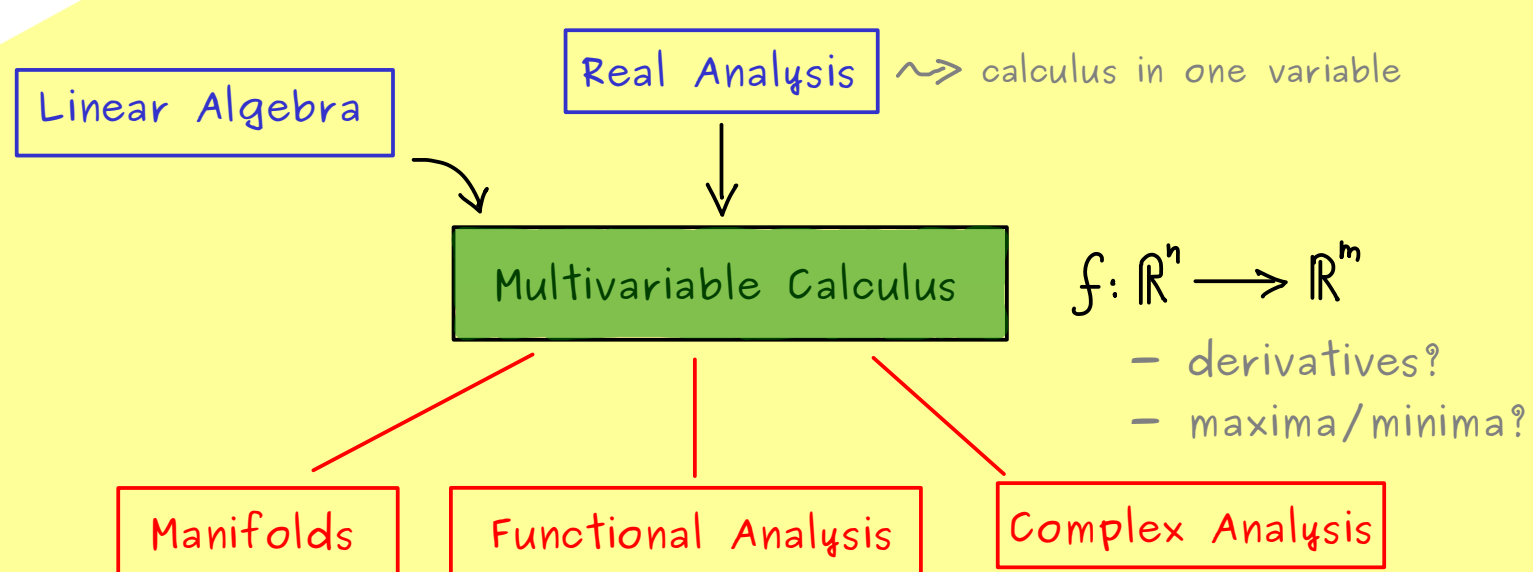 Real Analysis ⇝ calculus in one variable
Linear Algebra
Multivariable Calculus
f: ℝⁿ ⟶ ℝᵐ
– derivatives?
– maxima/minima?
Manifolds
Functional Analysis
Complex Analysis